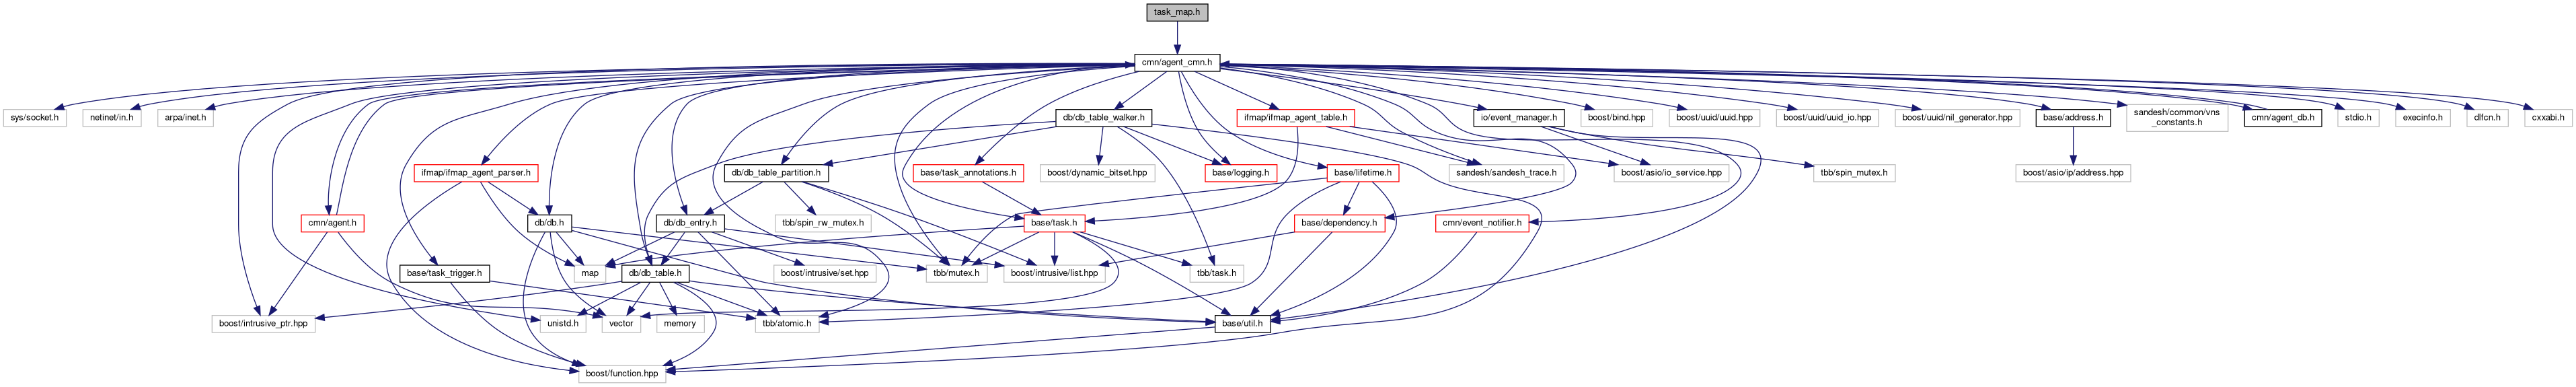 task_map.h
cmn/agent_cmn.h
sys/socket.h
netinet/in.h
arpa/inet.h
db/db_table_walker.h
ifmap/ifmap_agent_table.h
io/event_manager.h
boost/bind.hpp
boost/uuid/uuid.hpp
boost/uuid/uuid_io.hpp
boost/uuid/nil_generator.hpp
base/address.h
sandesh/common/vns
_constants.h
cmn/agent_db.h
stdio.h
execinfo.h
dlfcn.h
cxxabi.h
ifmap/ifmap_agent_parser.h
db/db_table_partition.h
base/task_annotations.h
boost/dynamic_bitset.hpp
base/logging.h
base/lifetime.h
sandesh/sandesh_trace.h
boost/asio/io_service.hpp
tbb/spin_mutex.h
boost/asio/ip/address.hpp
cmn/agent.h
db/db.h
db/db_entry.h
tbb/spin_rw_mutex.h
base/task.h
base/dependency.h
cmn/event_notifier.h
base/task_trigger.h
map
db/db_table.h
boost/intrusive/set.hpp
tbb/mutex.h
boost/intrusive/list.hpp
tbb/task.h
boost/intrusive_ptr.hpp
unistd.h
vector
memory
tbb/atomic.h
base/util.h
boost/function.hpp